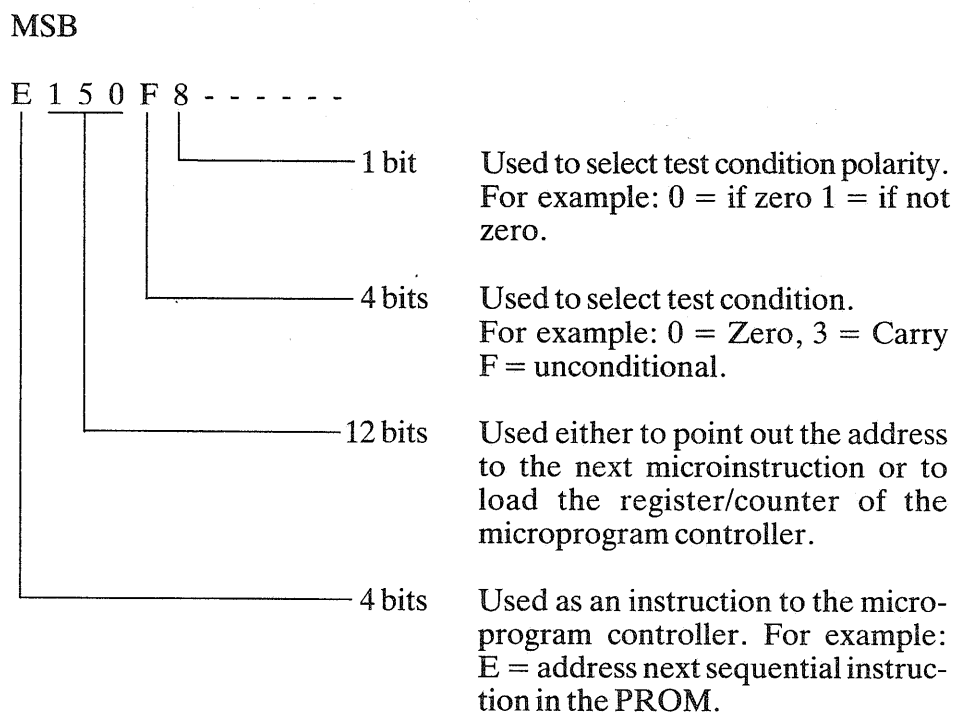 MSB
E 1 5 0 F 8 - - - - - -
1 bit Used to select test condition polarity.
For example: 0 = if zero 1 = if not
zero.
4 bits Used to select test condition.
For example: 0 = Zero, 3 = Carry
F = unconditional.
12 bits Used either to point out the address
to the next microinstruction or to
load the register/counter of the
microprogram controller.
4 bits Used as an instruction to the micro-
program controller. For example:
E = address next sequential instruc-
tion in the PROM.